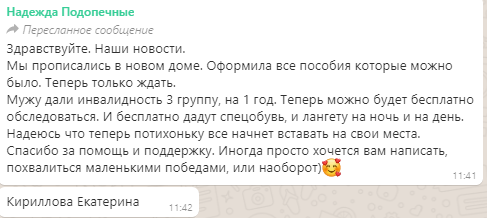 Надежда Подопечные
Пересланное сообщение
Здравствуйте. Наши новости.
Мы прописались в новом доме. Оформила все пособия которые можно
было. Теперь только ждать.
Мужу дали инвалидность 3 группу, на 1 год. Теперь можно будет бесплатно
обследоваться. И бесплатно дадут спецобувь, и лангету на ночь и на день.
Надеюсь что теперь потихоньку все начнет вставать на свои места.
Спасибо за помощь и поддержку. Иногда просто хочется вам написать,
похвалиться маленькими победами, или наоборот)🥰
11:41
Кириллова Екатерина
11:42